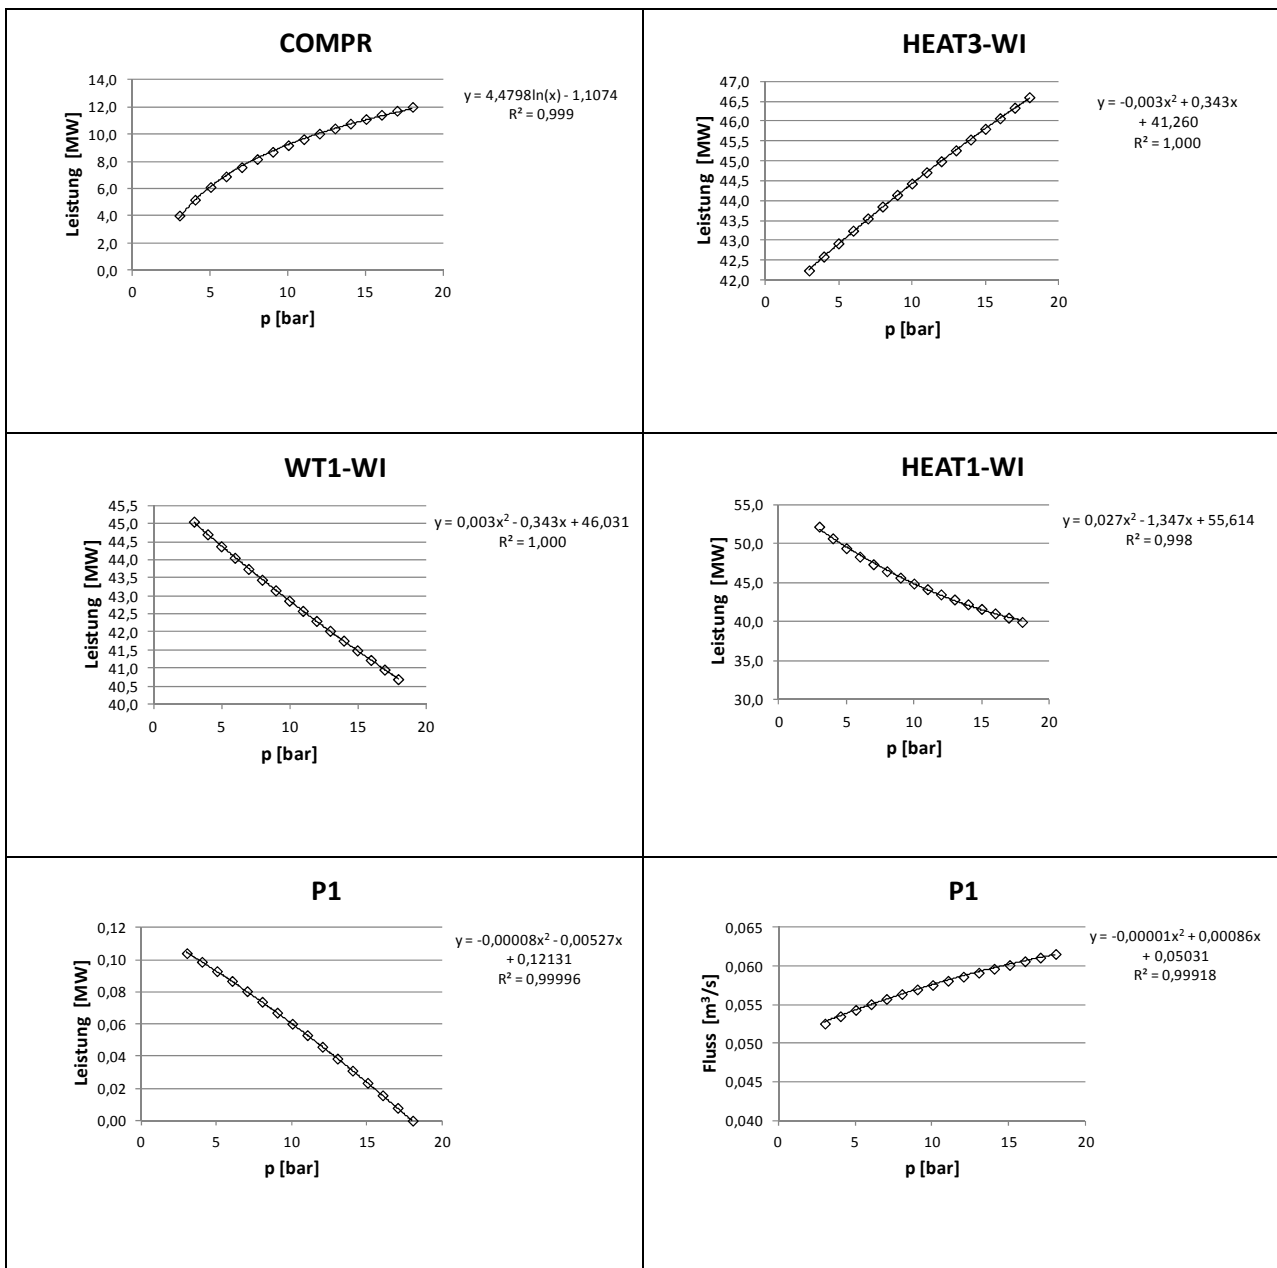 COMPR
14,0
12,0
10,0
8,0
6,0
4,0
2,0
0,0
0 5 10 15 20
Leistung [MW]
p [bar]
y = 4,4798ln(x) - 1,1074
R² = 0,999
HEAT3-WI
47,0
46,5
46,0
45,5
45,0
44,5
44,0
43,5
43,0
42,5
42,0
0 5 10 15 20
Leistung [MW]
p [bar]
y = -0,003x² + 0,343x
+ 41,260
R² = 1,000
WT1-WI
45,5
45,0
44,5
44,0
43,5
43,0
42,5
42,0
41,5
41,0
40,5
40,0
0 5 10 15 20
Leistung [MW]
p [bar]
y = 0,003x² - 0,343x + 46,031
R² = 1,000
HEAT1-WI
55,0
50,0
45,0
40,0
35,0
30,0
0 5 10 15 20
Leistung [MW]
p [bar]
y = 0,027x² - 1,347x + 55,614
R² = 0,998
P1
0,12
0,10
0,08
0,06
0,04
0,02
0,00
0 5 10 15 20
Leistung [MW]
p [bar]
y = -0,00008x² - 0,00527x
+ 0,12131
R² = 0,99996
P1
0,065
0,060
0,055
0,050
0,045
0,040
0 5 10 15 20
Fluss [m³/s]
p [bar]
y = -0,00001x² + 0,00086x
+ 0,05031
R² = 0,99918